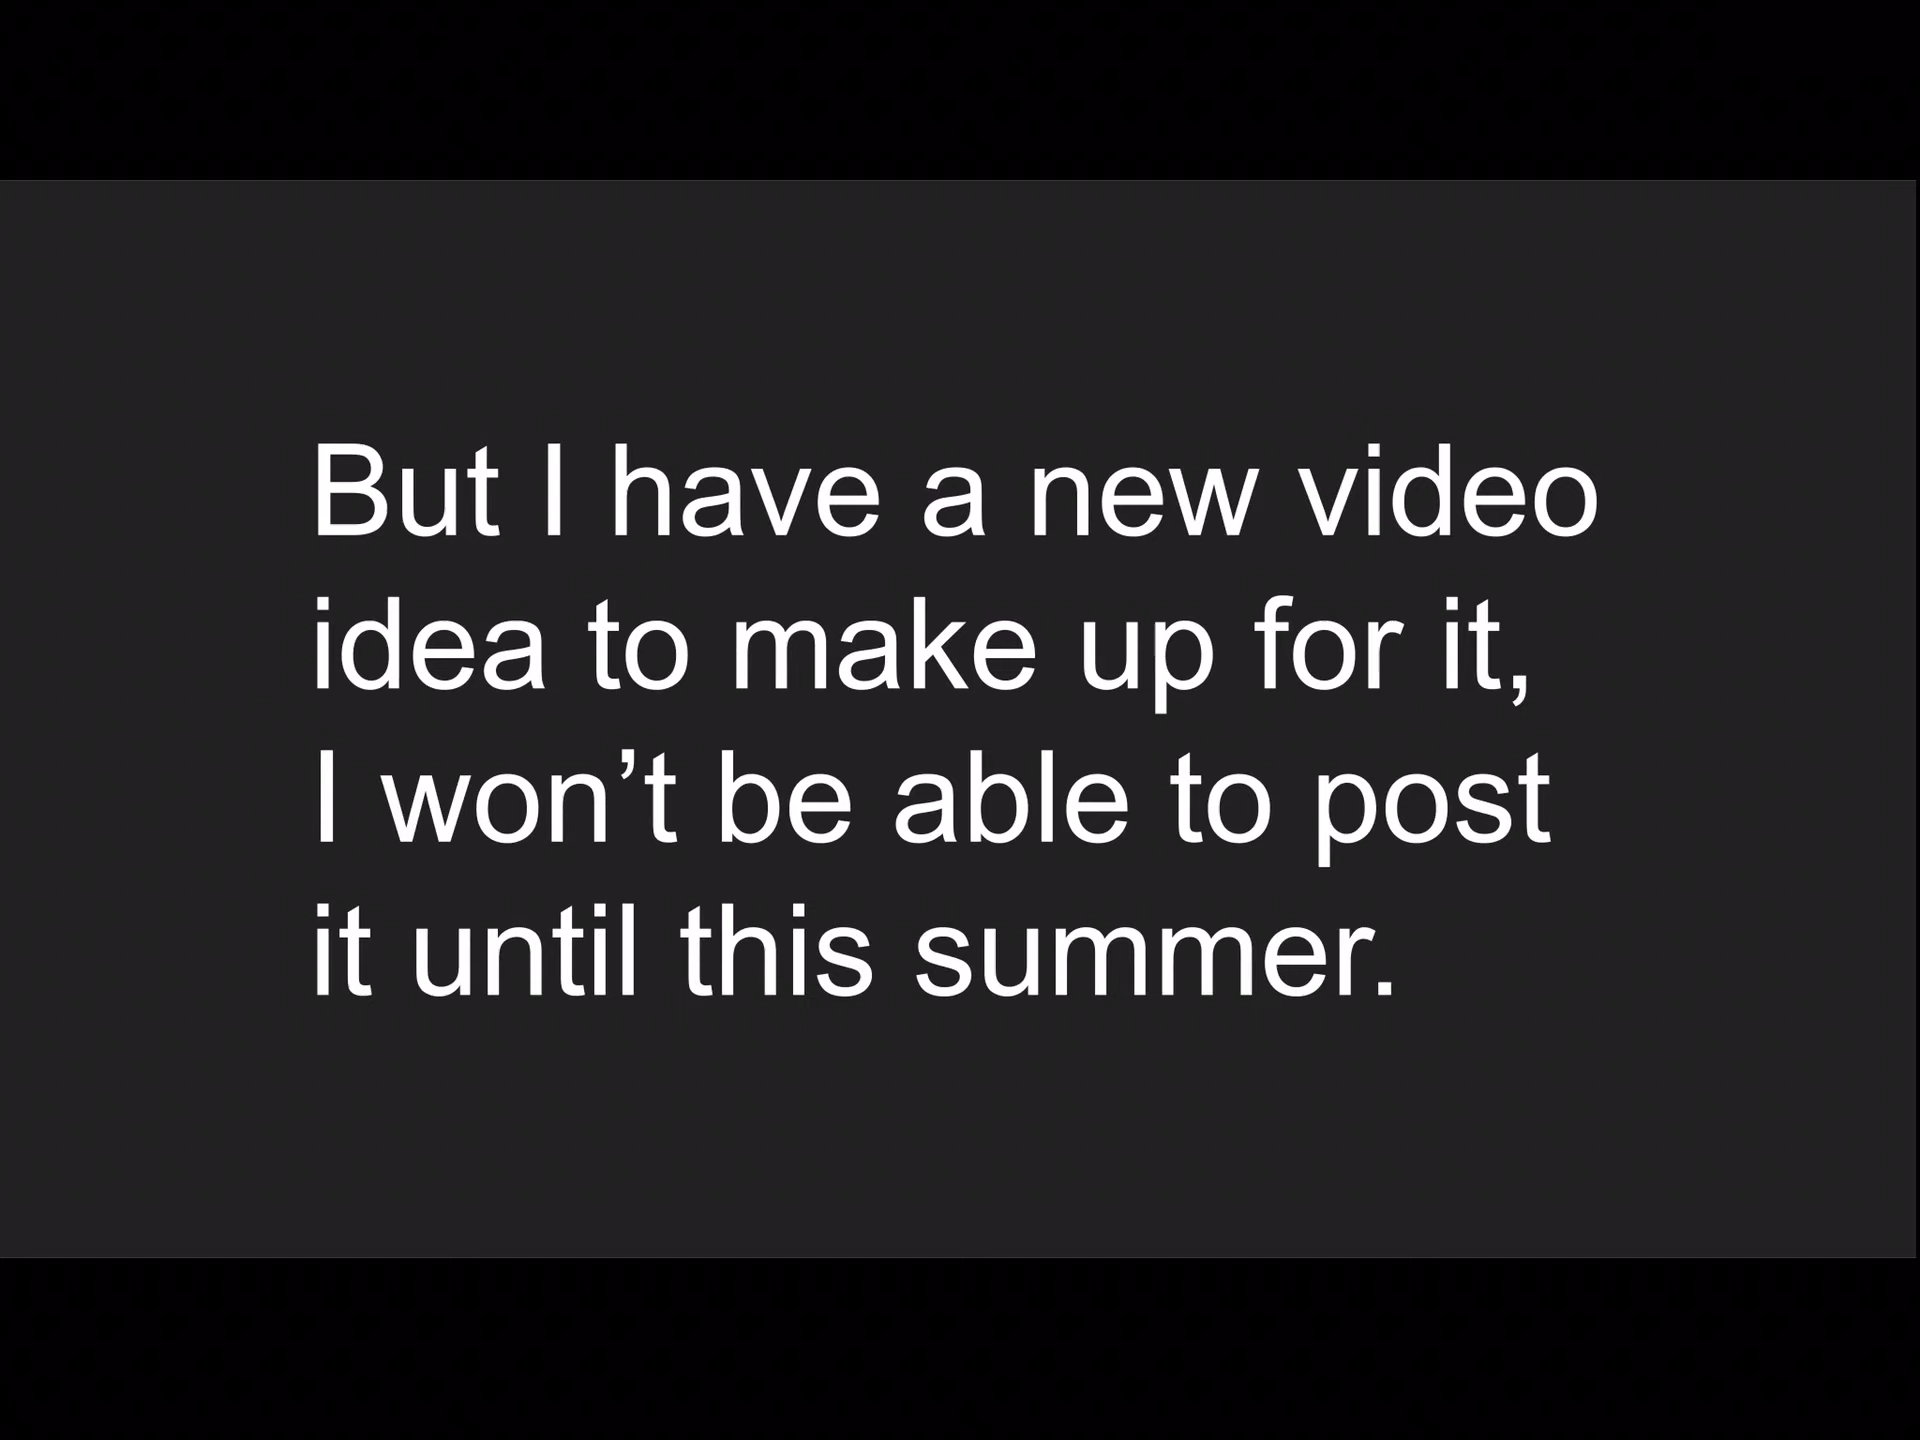 But I have a new video
idea to make up for it,
I won’t be able to post
it until this summer.